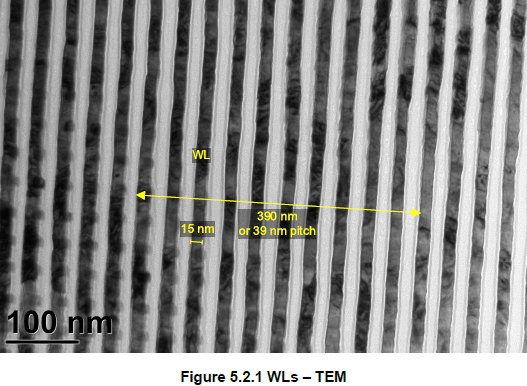 WL
390 nm
or 39 nm pitch
15 nm
100 nm
Figure 5.2.1 WLs – TEM